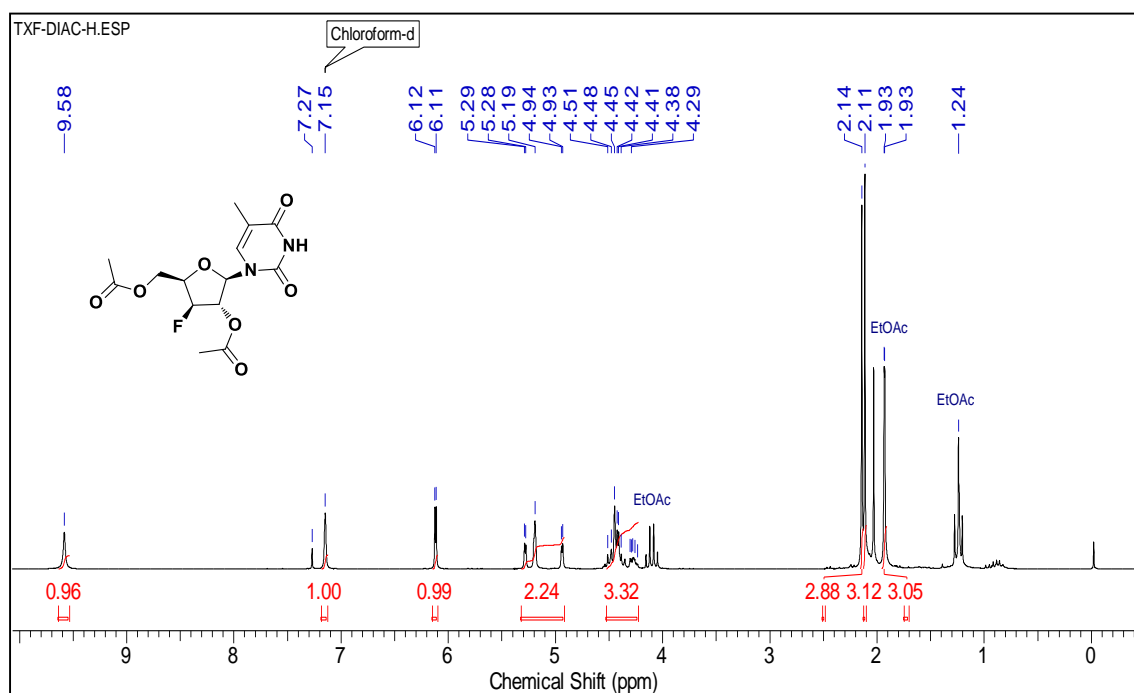 TXF-DIAC-H.ESP
Chloroform-d
9.58
7.27
7.15
6.12
6.11
5.29
5.28
5.19
4.94
4.93
4.51
4.48
4.45
4.42
4.41
4.38
4.29
2.14
2.11
1.93
1.93
1.24
O
NH
N
O
O
O
O
F
O
O
EtOAc
EtOAc
EtOAc
0.96
1.00
0.99
2.24
3.32
2.88
3.12
3.05
9
8
7
6
5
4
3
2
1
0
Chemical Shift (ppm)